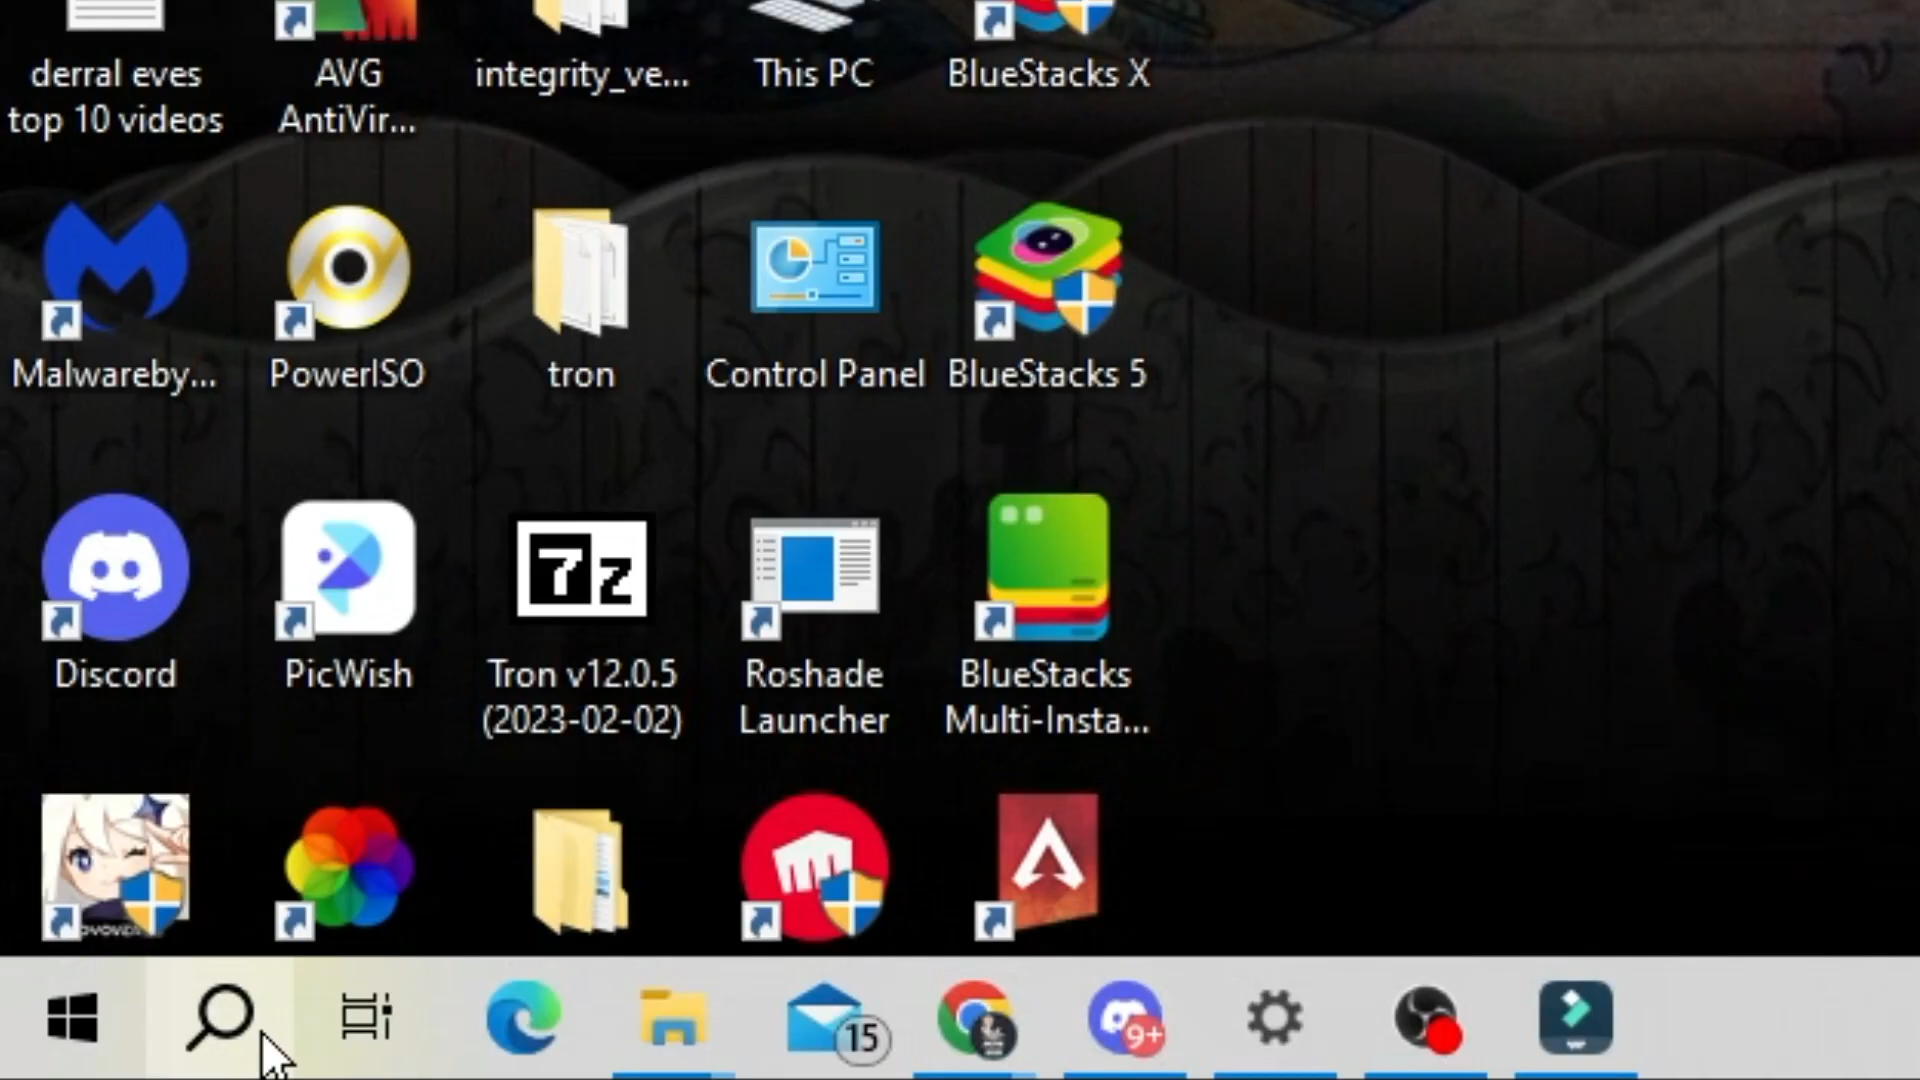 derral eves
top 10 videos
AVG
AntiVir...
integrity_ve...
This PC
BlueStacks X
Malwareby...
PowerISO
tron
Control Panel
BlueStacks 5
7z
Discord
PicWish
Tron v12.0.5
(2023-02-02)
Roshade
Launcher
BlueStacks
Multi-Insta...
15
9+